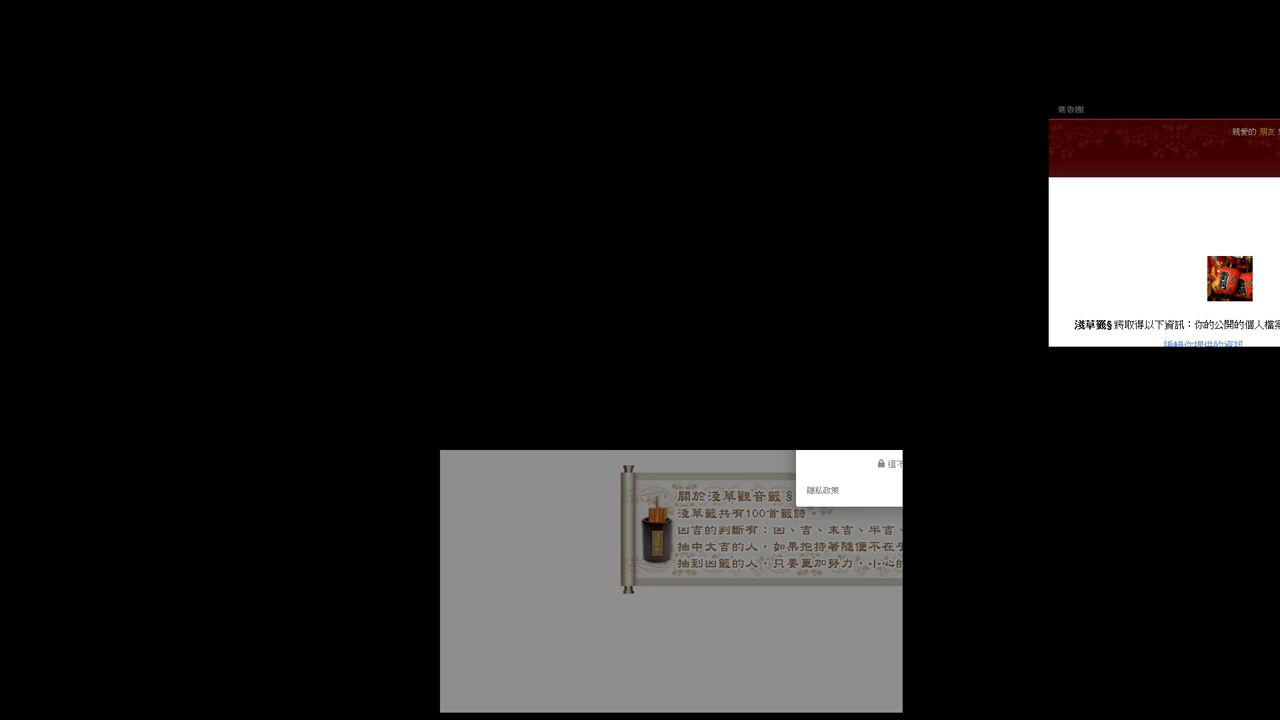 進香團
親愛的 朋友
淺草籤§ 將取得以下資訊：你的公開的個人檔案
編輯你提供的資訊
這不
隱私政策
關於淺草觀音籤§
淺草籤共有100首籤詩。
凶吉的判斷有：凶、吉、末吉、半吉、
抽中大吉的人，如果抱持著隨便不在乎
抽到凶籤的人，只要更加努力，小心的